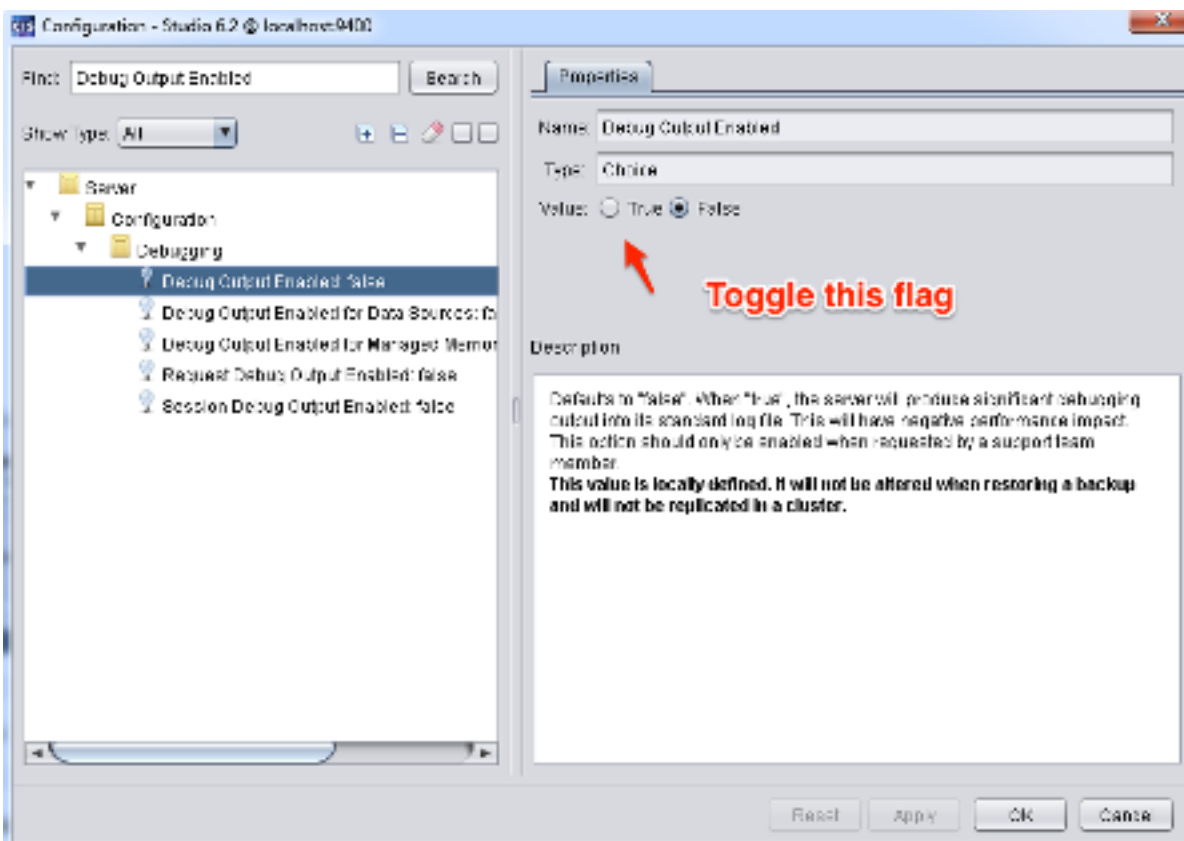 Configuration - Studio 6.2 @ localhost:9400
Find: Debug Output Enabled Search
Show Type: All
Server
Configuration
Debugging
Debug Output Enabled: false
Debug Output Enabled for Data Sources: fa
Debug Output Enabled for Managed Memor
Request Debug Output Enabled: false
Session Debug Output Enabled: false
Properties
Name: Debug Output Enabled
Type: Choice
Value: True False
Toggle this flag
Description
Defaults to "false". When "true", the server will produce significant debugging
output into its standard log file. This will have negative performance impact.
This option should only be enabled when requested by a support team
member.
This value is locally defined. It will not be altered when restoring a backup
and will not be replicated in a cluster.
Reset Apply OK Cancel